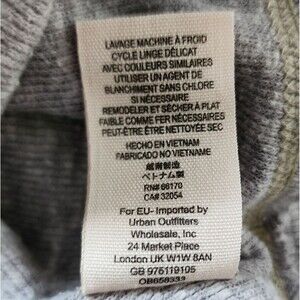 LAVAGE MACHINE À FROID
CYCLE LINGE DÉLICAT
AVEC COULEURS SIMILAIRES
UTILISER UN AGENT DE
BLANCHIMENT SANS CHLORE
SI NÉCESSAIRE
REMODELER ET SÉCHER À PLAT
FAIBLE COMME FER NÉCESSAIRE
PEUT-ÊTRE ÊTRE NETTOYÉE SEC
HECHO EN VIETNAM
FABRICADO NO VIETNAME
越南製造
ベトナム製
RN# 66170
CA# 32054
For EU- Imported by
Urban Outfitters
Wholesale, Inc
24 Market Place
London UK W1W 8AN
GB 975119105
OB658333